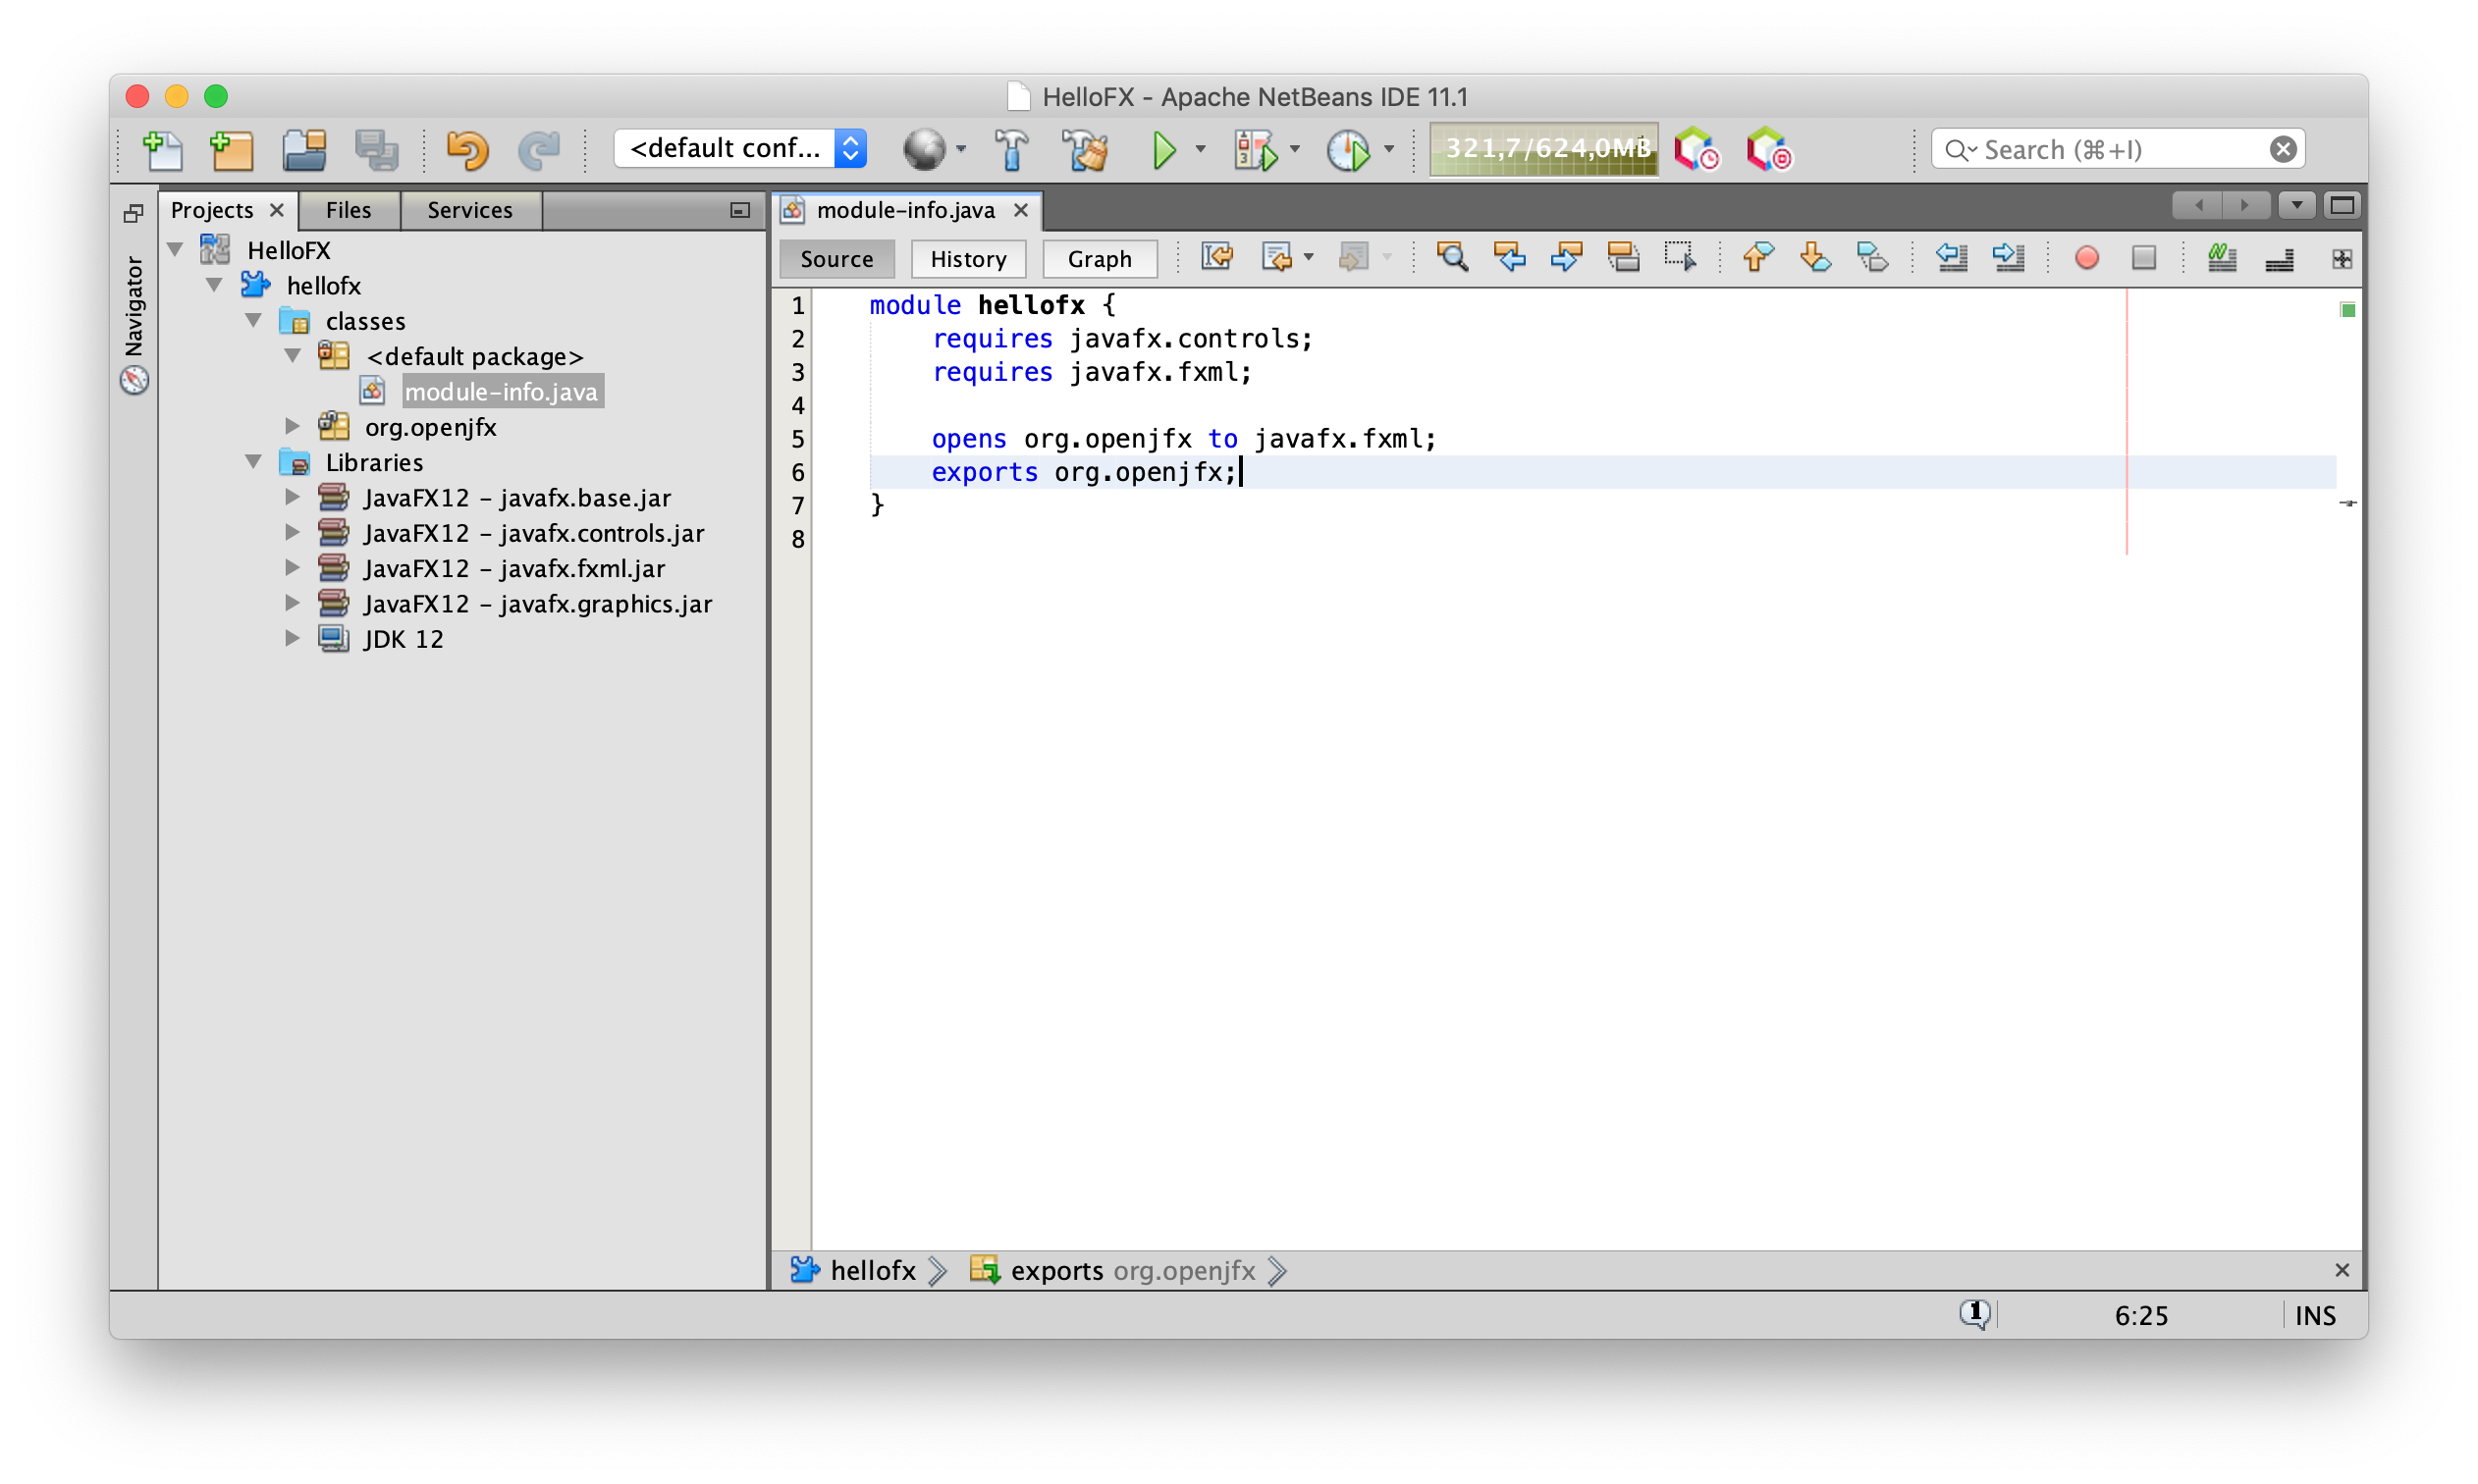 HelloFX - Apache NetBeans IDE 11.1
<default conf...
321,7/624,0MB
Search (⌘+I)
Projects
Files
Services
Navigator
HelloFX
hellofx
classes
<default package>
module-info.java
org.openjfx
Libraries
JavaFX12 - javafx.base.jar
JavaFX12 - javafx.controls.jar
JavaFX12 - javafx.fxml.jar
JavaFX12 - javafx.graphics.jar
JDK 12
module-info.java
Source History Graph
1 module hellofx {
2 requires javafx.controls;
3 requires javafx.fxml;
4
5 opens org.openjfx to javafx.fxml;
6 exports org.openjfx;
7 }
8
hellofx exports org.openjfx
1 6:25 INS